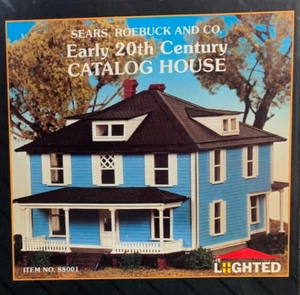 SEARS, ROEBUCK AND CO.
Early 20th Century
CATALOG HOUSE
ITEM NO. 88001
LIGHTED